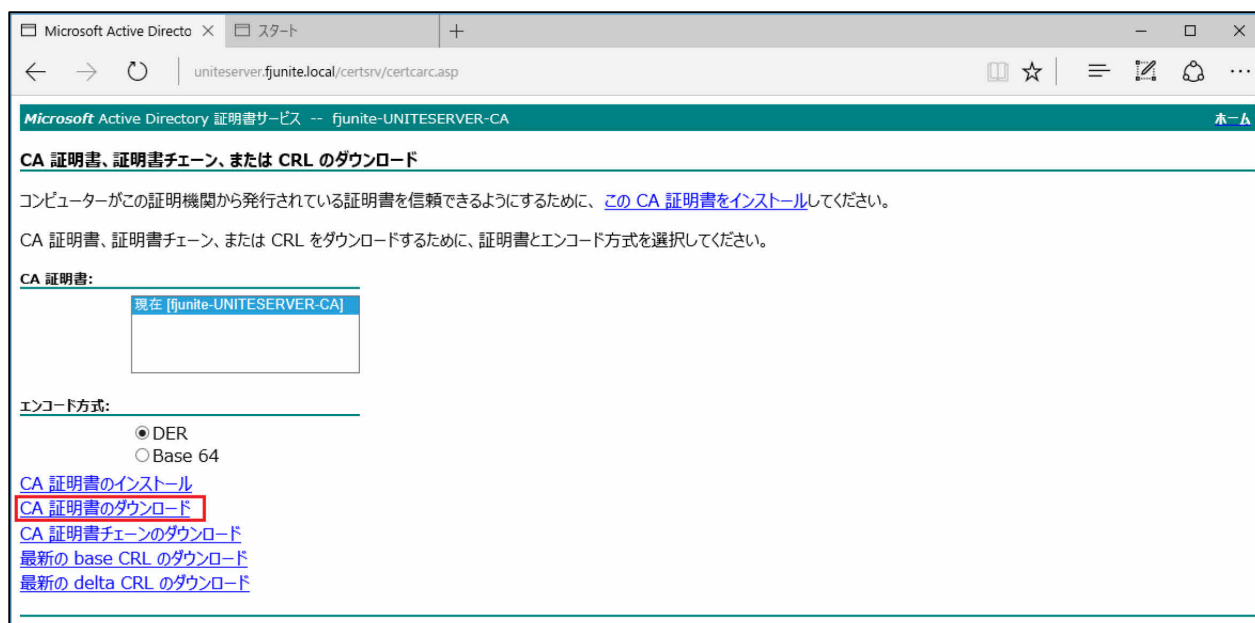 Microsoft Active Directo スタート
uniteserver.fjunite.local/certsrv/certcarc.asp
Microsoft Active Directory 証明書サービス -- fjunite-UNITESERVER-CA ホーム
CA 証明書、証明書チェーン、または CRL のダウンロード
コンピューターがこの証明機関から発行されている証明書を信頼できるようにするために、 この CA 証明書をインストールしてください。
CA 証明書、証明書チェーン、または CRL をダウンロードするために、証明書とエンコード方式を選択してください。
CA 証明書:
現在 [fjunite-UNITESERVER-CA]
エンコード方式:
DER
Base 64
CA 証明書のインストール
CA 証明書のダウンロード
CA 証明書チェーンのダウンロード
最新の base CRL のダウンロード
最新の delta CRL のダウンロード